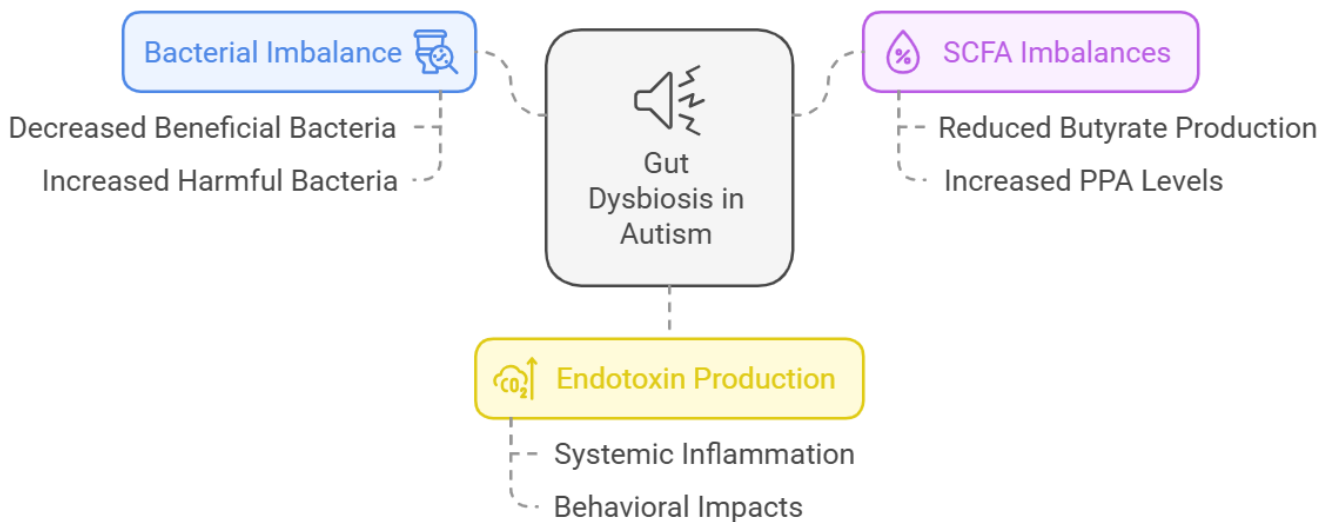 Bacterial Imbalance
Decreased Beneficial Bacteria
Increased Harmful Bacteria
Gut
Dysbiosis in
Autism
%
SCFA Imbalances
Reduced Butyrate Production
Increased PPA Levels
CO₂
Endotoxin Production
Systemic Inflammation
Behavioral Impacts